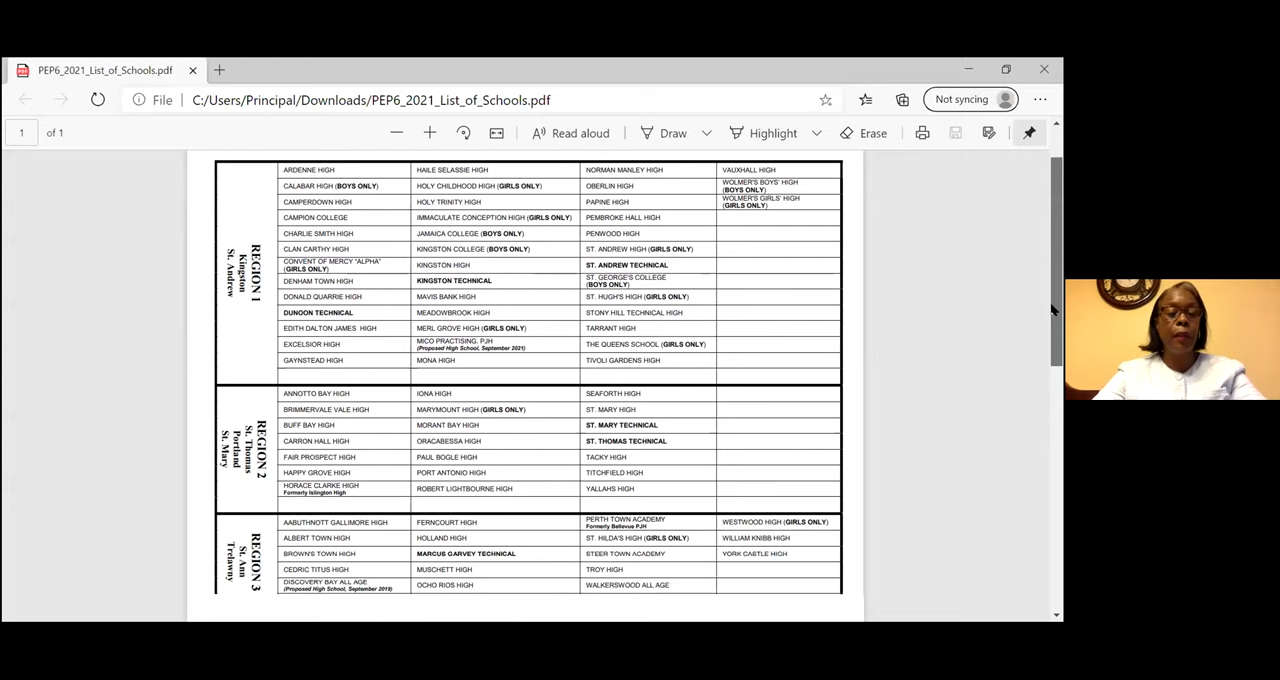 PEP6_2021_List_of_Schools.pdf
File | C:/Users/Principal/Downloads/PEP6_2021_List_of_Schools.pdf
Not syncing
1 of 1
Read aloud
Draw
Highlight
Erase
REGION 1
Kingston
St. Andrew
ARDENNE HIGH HAILE SELASSIE HIGH NORMAN MANLEY HIGH VAUXHALL HIGH
CALABAR HIGH (BOYS ONLY) HOLY CHILDHOOD HIGH (GIRLS ONLY) OBERLIN HIGH WOLMER'S BOYS' HIGH
(BOYS ONLY)
CAMPERDOWN HIGH HOLY TRINITY HIGH PAPINE HIGH WOLMER'S GIRLS' HIGH
(GIRLS ONLY)
CAMPION COLLEGE IMMACULATE CONCEPTION HIGH (GIRLS ONLY) PEMBROKE HALL HIGH
CHARLIE SMITH HIGH JAMAICA COLLEGE (BOYS ONLY) PENWOOD HIGH
CLAN CARTHY HIGH KINGSTON COLLEGE (BOYS ONLY) ST. ANDREW HIGH (GIRLS ONLY)
CONVENT OF MERCY "ALPHA"
(GIRLS ONLY) KINGSTON HIGH ST. ANDREW TECHNICAL
DENHAM TOWN HIGH KINGSTON TECHNICAL ST. GEORGE'S COLLEGE
(BOYS ONLY)
DONALD QUARRIE HIGH MAVIS BANK HIGH ST. HUGH'S HIGH (GIRLS ONLY)
DUNOON TECHNICAL MEADOWBROOK HIGH STONY HILL TECHNICAL HIGH
EDITH DALTON JAMES HIGH MERL GROVE HIGH (GIRLS ONLY) TARRANT HIGH
EXCELSIOR HIGH MICO PRACTISING. PJH
(Proposed High School, September 2021) THE QUEENS SCHOOL (GIRLS ONLY)
GAYNSTEAD HIGH MONA HIGH TIVOLI GARDENS HIGH
REGION 2
St. Thomas
Portland
St. Mary
ANNOTTO BAY HIGH IONA HIGH SEAFORTH HIGH
BRIMMERVALE VALE HIGH MARYMOUNT HIGH (GIRLS ONLY) ST. MARY HIGH
BUFF BAY HIGH MORANT BAY HIGH ST. MARY TECHNICAL
CARRON HALL HIGH ORACABESSA HIGH ST. THOMAS TECHNICAL
FAIR PROSPECT HIGH PAUL BOGLE HIGH TACKY HIGH
HAPPY GROVE HIGH PORT ANTONIO HIGH TITCHFIELD HIGH
HORACE CLARKE HIGH
Formerly Islington High ROBERT LIGHTBOURNE HIGH YALLAHS HIGH
REGION 3
St. Ann
Trelawny
AABUTHNOTT GALLIMORE HIGH FERNCOURT HIGH PERTH TOWN ACADEMY
Formerly Bellevue PJH WESTWOOD HIGH (GIRLS ONLY)
ALBERT TOWN HIGH HOLLAND HIGH ST. HILDA'S HIGH (GIRLS ONLY) WILLIAM KNIBB HIGH
BROWN'S TOWN HIGH MARCUS GARVEY TECHNICAL STEER TOWN ACADEMY YORK CASTLE HIGH
CEDRIC TITUS HIGH MUSCHETT HIGH TROY HIGH
DISCOVERY BAY ALL AGE
(Proposed High School, September 2019) OCHO RIOS HIGH WALKERSWOOD ALL AGE